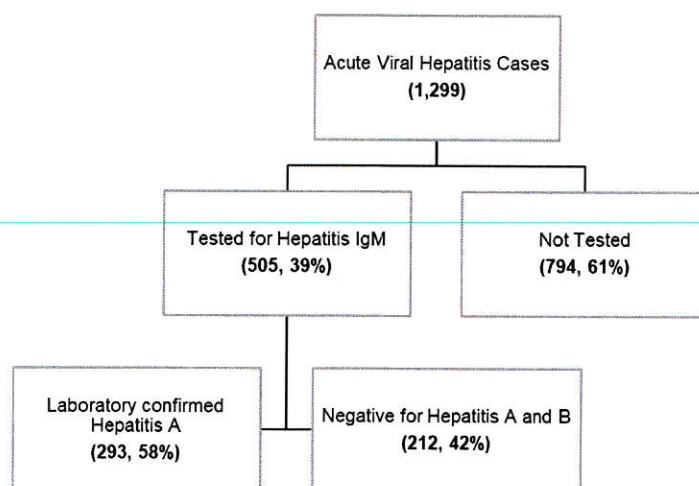 Acute Viral Hepatitis Cases
(1,299)
Tested for Hepatitis IgM
(505, 39%)
Not Tested
(794, 61%)
Laboratory confirmed
Hepatitis A
(293, 58%)
Negative for Hepatitis A and B
(212, 42%)